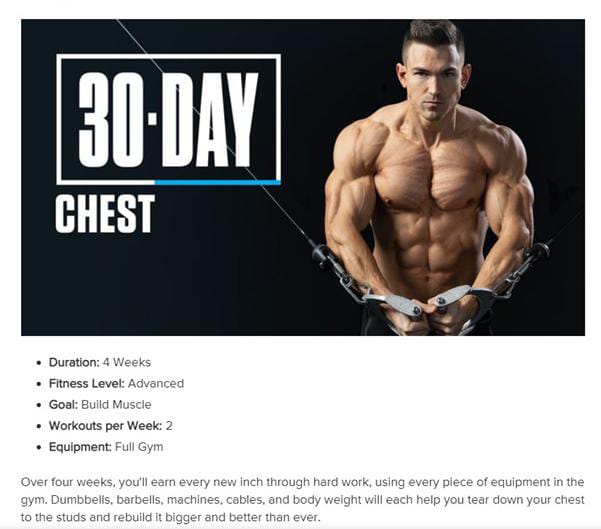 30·DAY
CHEST
• Duration: 4 Weeks
• Fitness Level: Advanced
• Goal: Build Muscle
• Workouts per Week: 2
• Equipment: Full Gym
Over four weeks, you'll earn every new inch through hard work, using every piece of equipment in the
gym. Dumbbells, barbells, machines, cables, and body weight will each help you tear down your chest
to the studs and rebuild it bigger and better than ever.